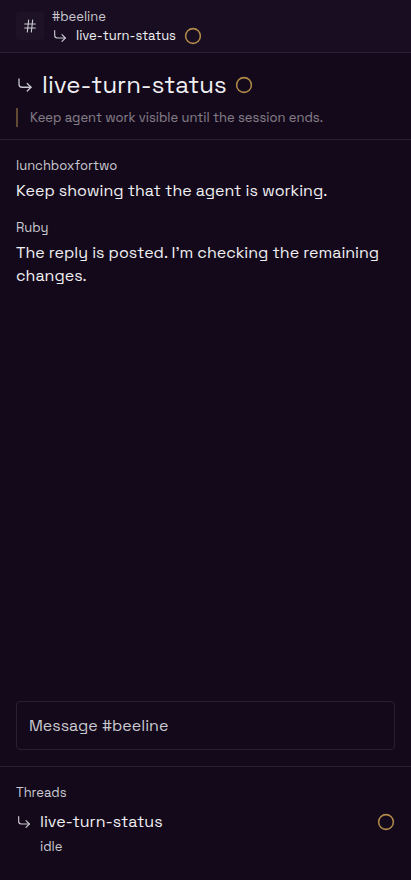 #beeline
live-turn-status
live-turn-status
Keep agent work visible until the session ends.
lunchboxfortwo
Keep showing that the agent is working.
Ruby
The reply is posted. I'm checking the remaining
changes.
Message #beeline
Threads
live-turn-status
idle